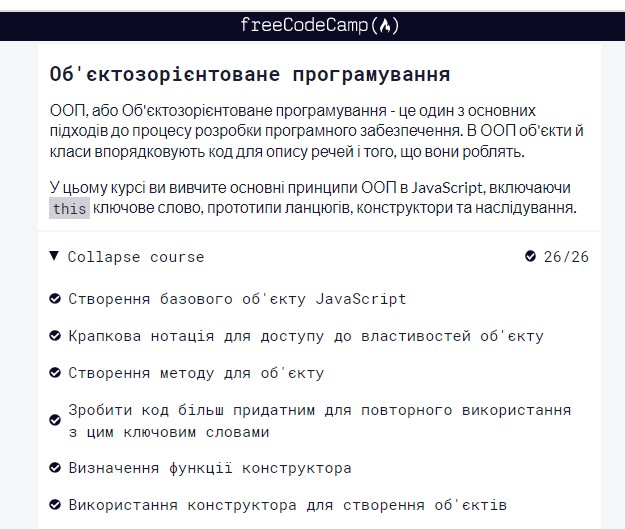 freeCodeCamp(🔥)
Об'єктозорієнтоване програмування
ООП, або Об'єктозорієнтоване програмування - це один з основних
підходів до процесу розробки програмного забезпечення. В ООП об'єкти й
класи впорядковують код для опису речей і того, що вони роблять.
У цьому курсі ви вивчите основні принципи ООП в JavaScript, включаючи
this ключове слово, прототипи ланцюгів, конструктори та наслідування.
Collapse course 26/26
Створення базового об'єкту JavaScript
Крапкова нотація для доступу до властивостей об'єкту
Створення методу для об'єкту
Зробити код більш придатним для повторного використання
з цим ключовим словами
Визначення функції конструктора
Використання конструктора для створення об'єктів